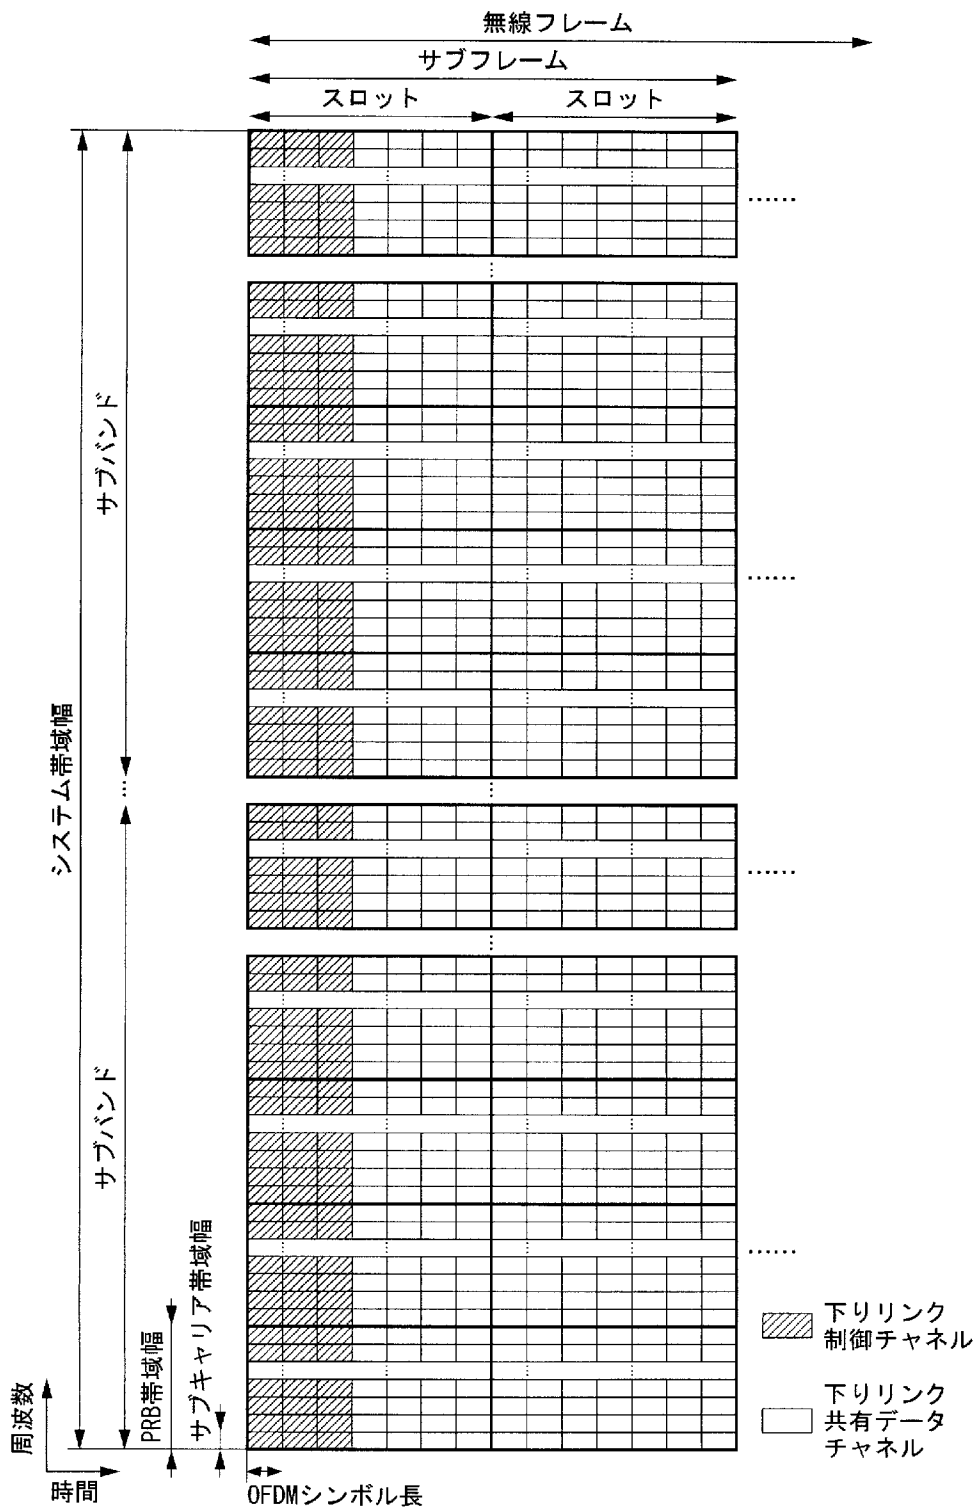 無線フレーム
サブフレーム
スロット
スロット
サブバンド
システム帯域幅
サブバンド
PRB帯域幅
サブキャリア帯域幅
周波数
時間
OFDMシンボル長
下りリンク
制御チャネル
下りリンク
共有データ
チャネル